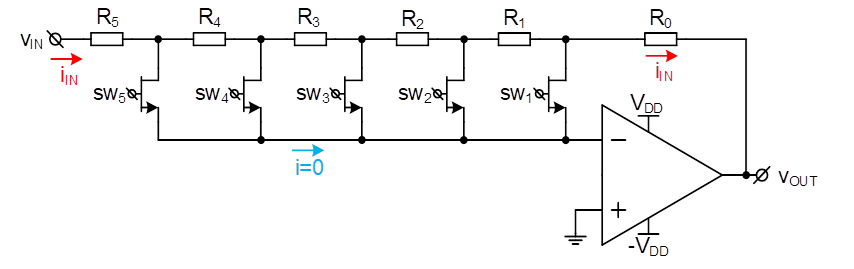 R5 R4 R3 R2 R1 R0
vIN
iIN iIN
SW5 SW4 SW3 SW2 SW1
VDD
i=0
−
+
vOUT
-VDD